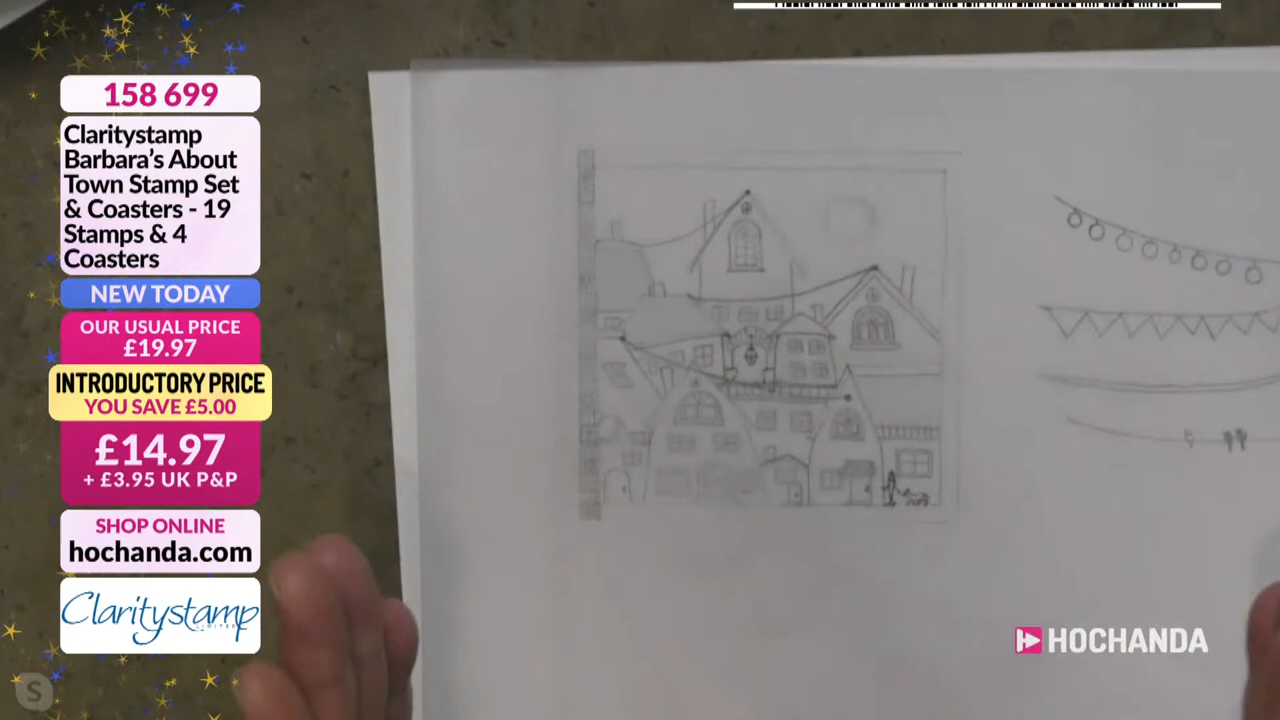 158 699
Claritystamp
Barbara's About
Town Stamp Set
& Coasters - 19
Stamps & 4
Coasters
NEW TODAY
OUR USUAL PRICE
£19.97
INTRODUCTORY PRICE
YOU SAVE £5.00
£14.97
+ £3.95 UK P&P
SHOP ONLINE
hochanda.com
Claritystamp
LIMITED
HOCHANDA
S